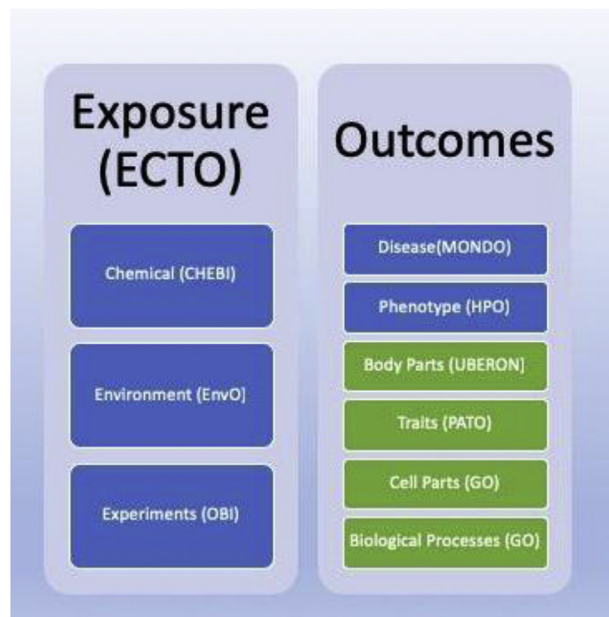 Exposure
(ECTO)
Chemical (CHEBI)
Environment (EnvO]
Experiments (OBI)
Outcomes
Disease(MONDO)
Phenotype (HPO)
Body Parts (UBERON]
Traits (PATO)
Cell Parts (GO)
Biological Processes (GO)